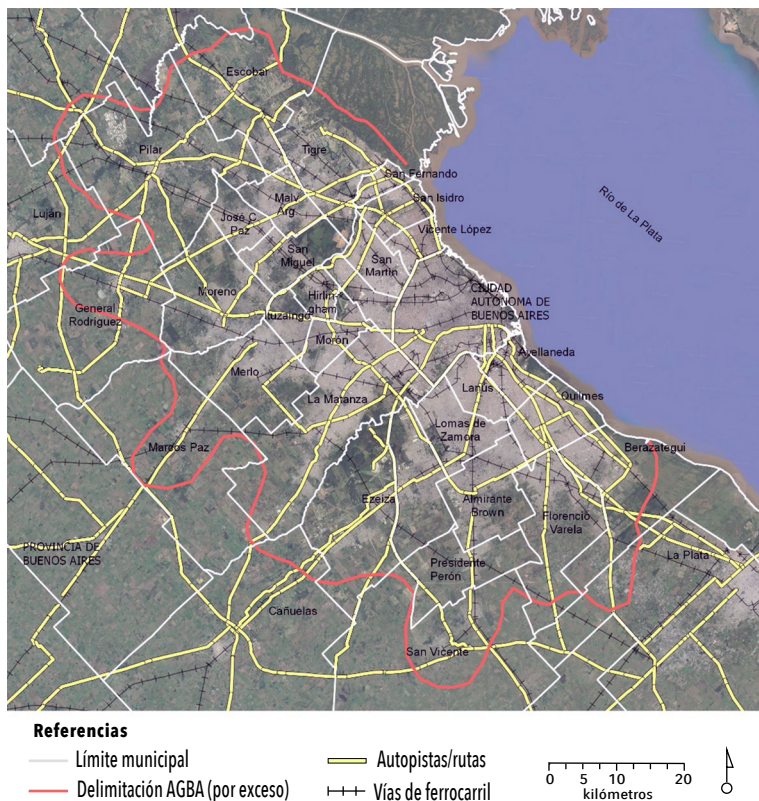 Escobar
Pilar
Tigre
San Fernando
San Isidro
Malv.
Arg.
Luján
José C.
Paz
Vicente López
Río de La Plata
San
Miguel
San
Martín
Moreno
Hirlin-
gham
CIUDAD
AUTÓNOMA DE
BUENOS AIRES
General
Rodríguez
Ituzaingó
Morón
Avellaneda
Merlo
Lanús
Quilmes
La Matanza
Lomas de
Zamora
Marcos Paz
Berazategui
Ezeiza
Almirante
Brown
Florencio
Varela
PROVINCIA DE
BUENOS AIRES
La Plata
Presidente
Perón
Cañuelas
San Vicente
Referencias
Límite municipal
Autopistas/rutas
Delimitación AGBA (por exceso)
Vías de ferrocarril
0 5 10 20
kilómetros